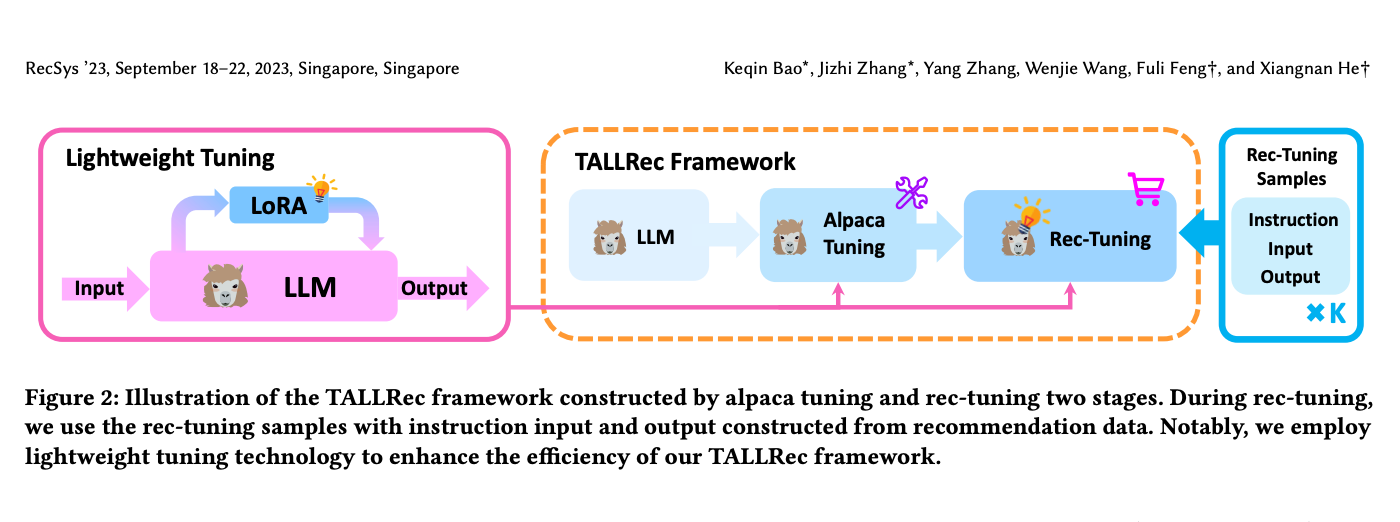 RecSys ’23, September 18–22, 2023, Singapore, Singapore
Keqin Bao*, Jizhi Zhang*, Yang Zhang, Wenjie Wang, Fuli Feng†, and Xiangnan He†
Lightweight Tuning
LoRA
Input
LLM
Output
TALLRec Framework
LLM
Alpaca
Tuning
Rec-Tuning
Rec-Tuning
Samples
Instruction
Input
Output
✖ K
Figure 2: Illustration of the TALLRec framework constructed by alpaca tuning and rec-tuning two stages. During rec-tuning,
we use the rec-tuning samples with instruction input and output constructed from recommendation data. Notably, we employ
lightweight tuning technology to enhance the efficiency of our TALLRec framework.